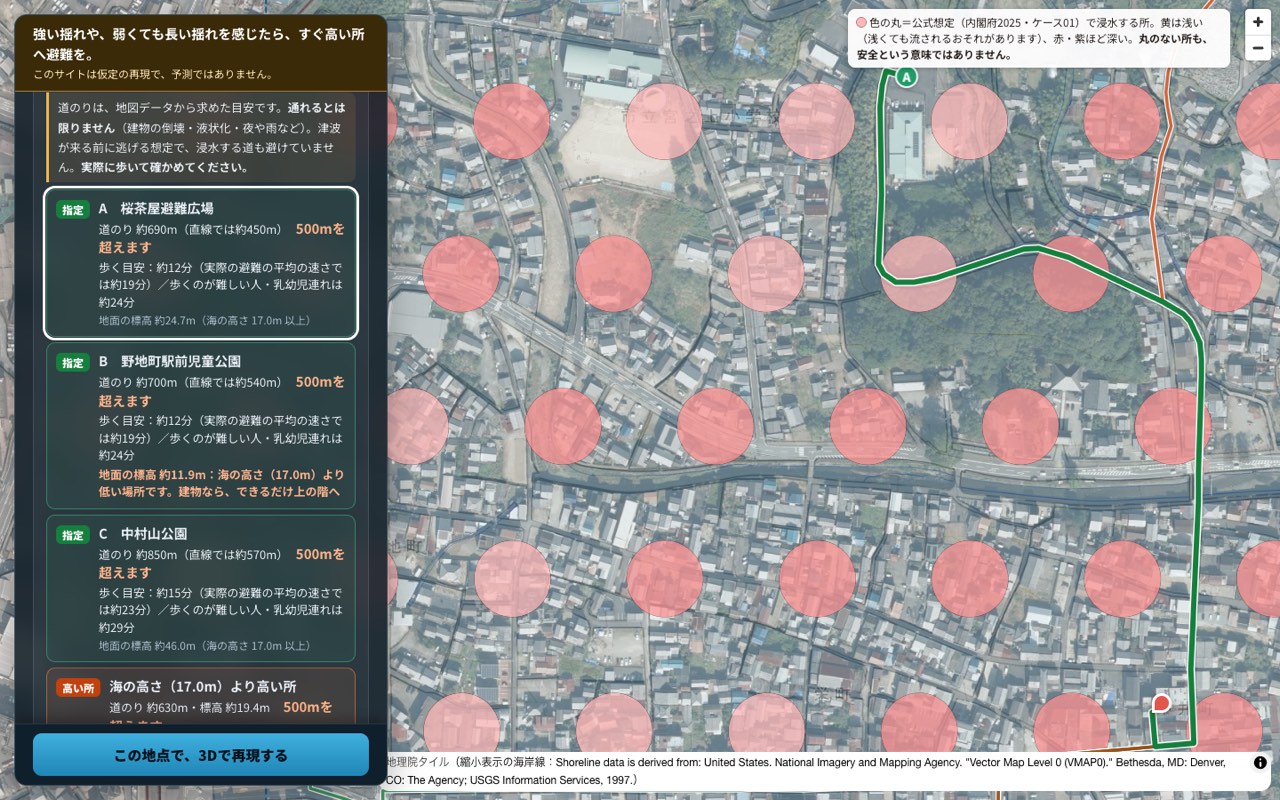 強い揺れや、弱くても長い揺れを感じたら、すぐ高い所
へ避難を。
このサイトは仮定の再現で、予測ではありません。
道のりは、地図データから求めた目安です。通れるとは
限りません（建物の倒壊・液状化・夜や雨など）。津波
が来る前に逃げる想定で、浸水する道も避けていませ
ん。実際に歩いて確かめてください。
指定 A 桜茶屋避難広場
道のり 約690m（直線では約450m） 500mを
超えます
歩く目安：約12分（実際の避難の平均の速さで
は約19分）／歩くのが難しい人・乳幼児連れは
約24分
地面の標高 約24.7m（海の高さ 17.0m 以上）
指定 B 野地町駅前児童公園
道のり 約700m（直線では約540m） 500mを
超えます
歩く目安：約12分（実際の避難の平均の速さで
は約19分）／歩くのが難しい人・乳幼児連れは
約24分
地面の標高 約11.9m：海の高さ（17.0m）より
低い場所です。建物なら、できるだけ上の階へ
指定 C 中村山公園
道のり 約850m（直線では約570m） 500mを
超えます
歩く目安：約15分（実際の避難の平均の速さで
は約23分）／歩くのが難しい人・乳幼児連れは
約29分
地面の標高 約46.0m（海の高さ 17.0m 以上）
高い所 海の高さ（17.0m）より高い所
道のり 約630m・標高 約19.4m 500mを
超えます
この地点で、3Dで再現する
色の丸＝公式想定（内閣府2025・ケース01）で浸水する所。黄は浅い
（浅くても流されるおそれがあります）、赤・紫ほど深い。丸のない所も、
安全という意味ではありません。
+
−
A
地理院タイル（縮小表示の海岸線：Shoreline data is derived from: United States. National Imagery and Mapping Agency. "Vector Map Level 0 (VMAP0)." Bethesda, MD: Denver,
CO: The Agency; USGS Information Services, 1997.）